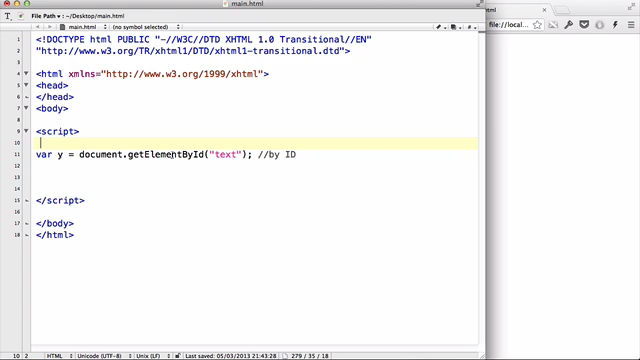 main.html
File Path : ~/Desktop/main.html
main.html
(no symbol selected)
html
file://loc
1 <!DOCTYPE html PUBLIC "-//W3C//DTD XHTML 1.0 Transitional//EN"
2 "http://www.w3.org/TR/xhtml1/DTD/xhtml1-transitional.dtd">
3
4 <html xmlns="http://www.w3.org/1999/xhtml">
5 <head>
6 </head>
7 <body>
8
9 <script>
10
11 var y = document.getElementById("text"); //by ID
12
13
14
15 </script>
16
17 </body>
18 </html>
10 2 HTML Unicode (UTF-8) Unix (LF) Last saved: 05/03/2013 21:43:28 279 / 35 / 18